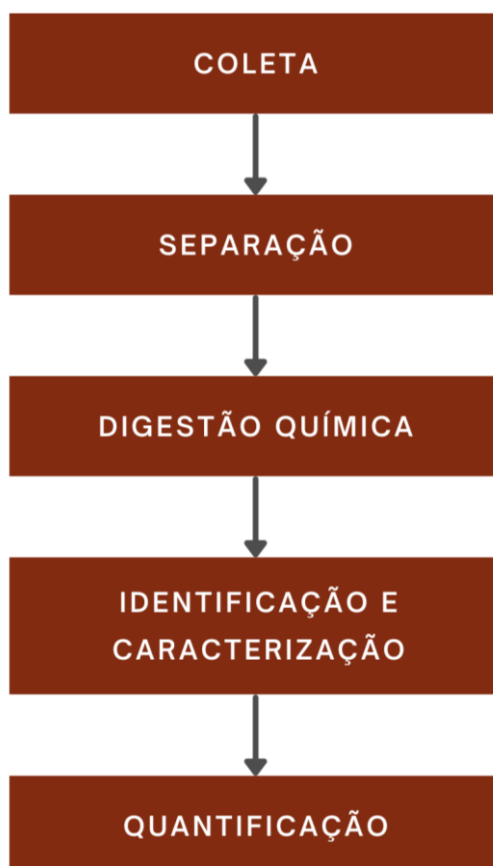 COLETA
SEPARAÇÃO
DIGESTÃO QUÍMICA
IDENTIFICAÇÃO E
CARACTERIZAÇÃO
QUANTIFICAÇÃO